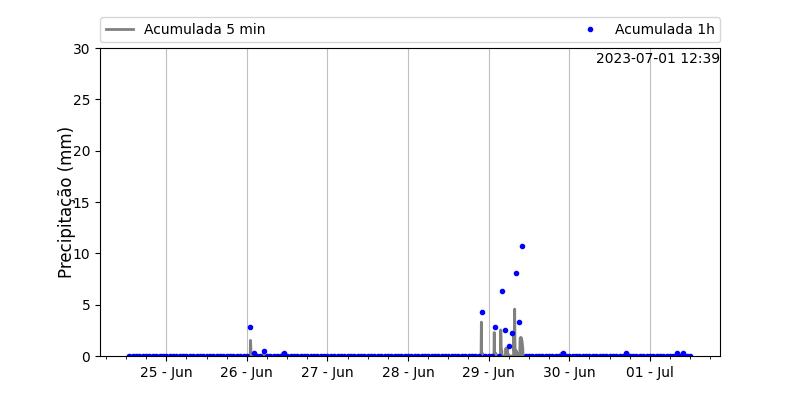 Acumulada 5 min
Acumulada 1h
2023-07-01 12:39
Precipitação (mm)
30
25
20
15
10
5
0
25 - Jun
26 - Jun
27 - Jun
28 - Jun
29 - Jun
30 - Jun
01 - Jul